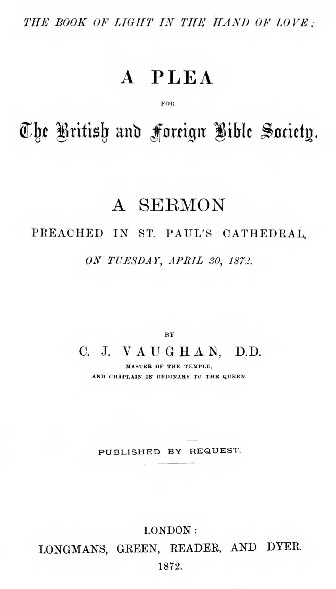 THE BOOK OF LIGHT IN THE HAND OF LOVE:
A PLEA
FOR
The British and Foreign Bible Society.
A SERMON
PREACHED IN ST. PAUL'S CATHEDRAL,
ON TUESDAY, APRIL 30, 1872.
BY
C. J. VAUGHAN, D.D.
MASTER OF THE TEMPLE,
AND CHAPLAIN IN ORDINARY TO THE QUEEN.
PUBLISHED BY REQUEST.
LONDON:
LONGMANS, GREEN, READER, AND DYER.
1872.